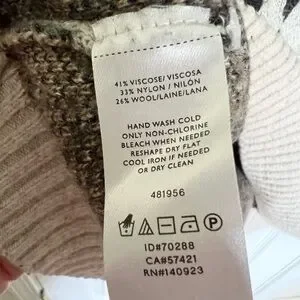 41% VISCOSE/ VISCOSA
33% NYLON / NILÓN
26% WOOL/LAINE/LANA
HAND WASH COLD
ONLY NON-CHLORINE
BLEACH WHEN NEEDED
RESHAPE DRY FLAT
COOL IRON IF NEEDED
OR DRY CLEAN
481956
ID#70288
CA#57421
RN#140923